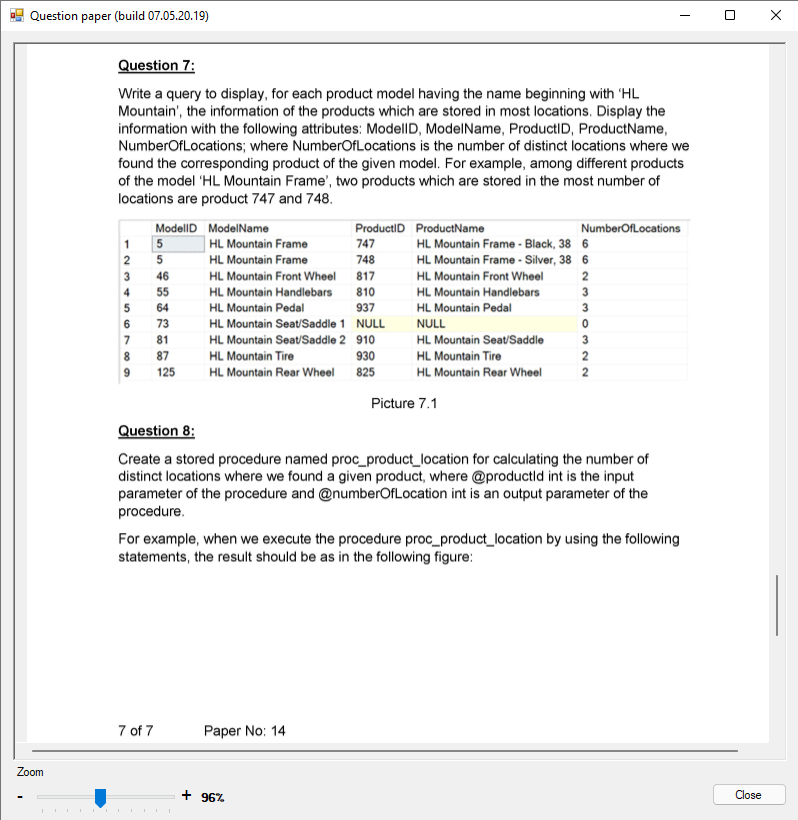 Question paper (build 07.05.20.19)
Question 7:
Write a query to display, for each product model having the name beginning with ‘HL
Mountain’, the information of the products which are stored in most locations. Display the
information with the following attributes: ModelID, ModelName, ProductID, ProductName,
NumberOfLocations; where NumberOfLocations is the number of distinct locations where we
found the corresponding product of the given model. For example, among different products
of the model ‘HL Mountain Frame’, two products which are stored in the most number of
locations are product 747 and 748.
ModelID ModelName ProductID ProductName NumberOfLocations
1 5 HL Mountain Frame 747 HL Mountain Frame - Black, 38 6
2 5 HL Mountain Frame 748 HL Mountain Frame - Silver, 38 6
3 46 HL Mountain Front Wheel 817 HL Mountain Front Wheel 2
4 55 HL Mountain Handlebars 810 HL Mountain Handlebars 3
5 64 HL Mountain Pedal 937 HL Mountain Pedal 3
6 73 HL Mountain Seat/Saddle 1 NULL NULL 0
7 81 HL Mountain Seat/Saddle 2 910 HL Mountain Seat/Saddle 3
8 87 HL Mountain Tire 930 HL Mountain Tire 2
9 125 HL Mountain Rear Wheel 825 HL Mountain Rear Wheel 2
Picture 7.1
Question 8:
Create a stored procedure named proc_product_location for calculating the number of
distinct locations where we found a given product, where @productId int is the input
parameter of the procedure and @numberOfLocation int is an output parameter of the
procedure.
For example, when we execute the procedure proc_product_location by using the following
statements, the result should be as in the following figure:
7 of 7 Paper No: 14
Zoom
- + 96%
Close